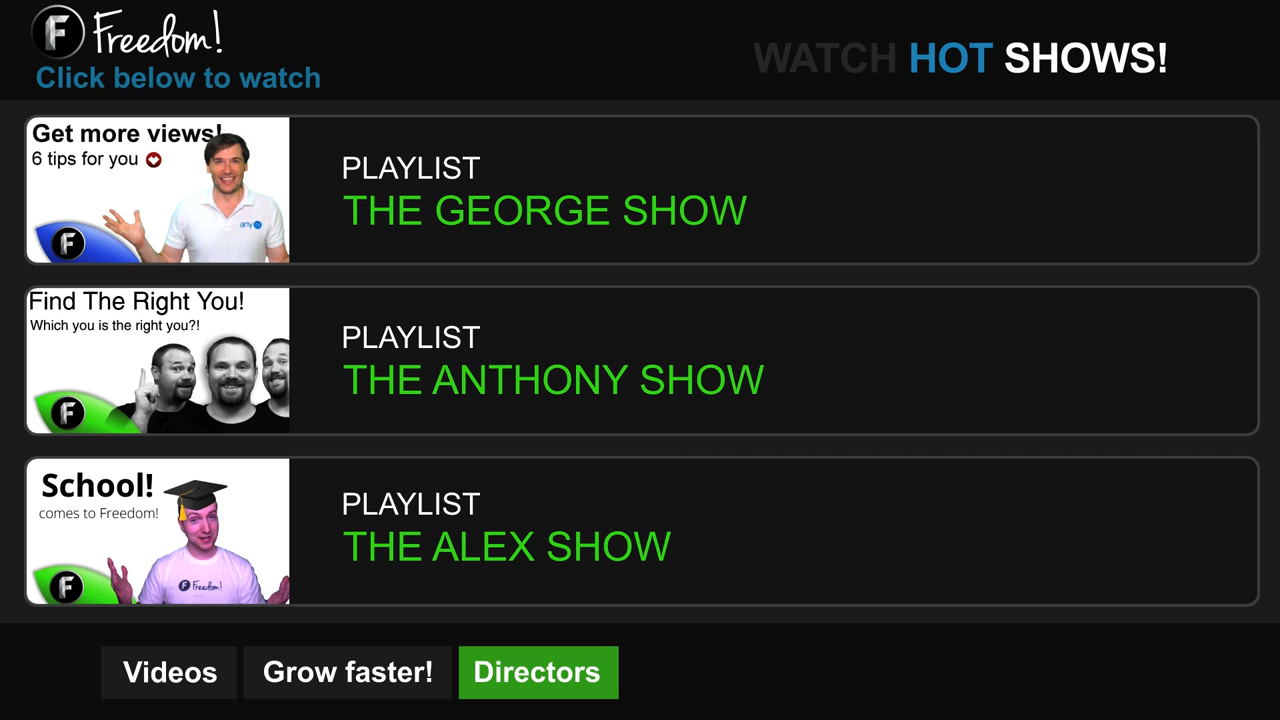 F Freedom!
Click below to watch
WATCH HOT SHOWS!
Get more views!
6 tips for you
any
F
PLAYLIST
THE GEORGE SHOW
Find The Right You!
Which you is the right you?!
F
PLAYLIST
THE ANTHONY SHOW
School!
comes to Freedom!
F Freedom!
F
PLAYLIST
THE ALEX SHOW
Videos
Grow faster!
Directors